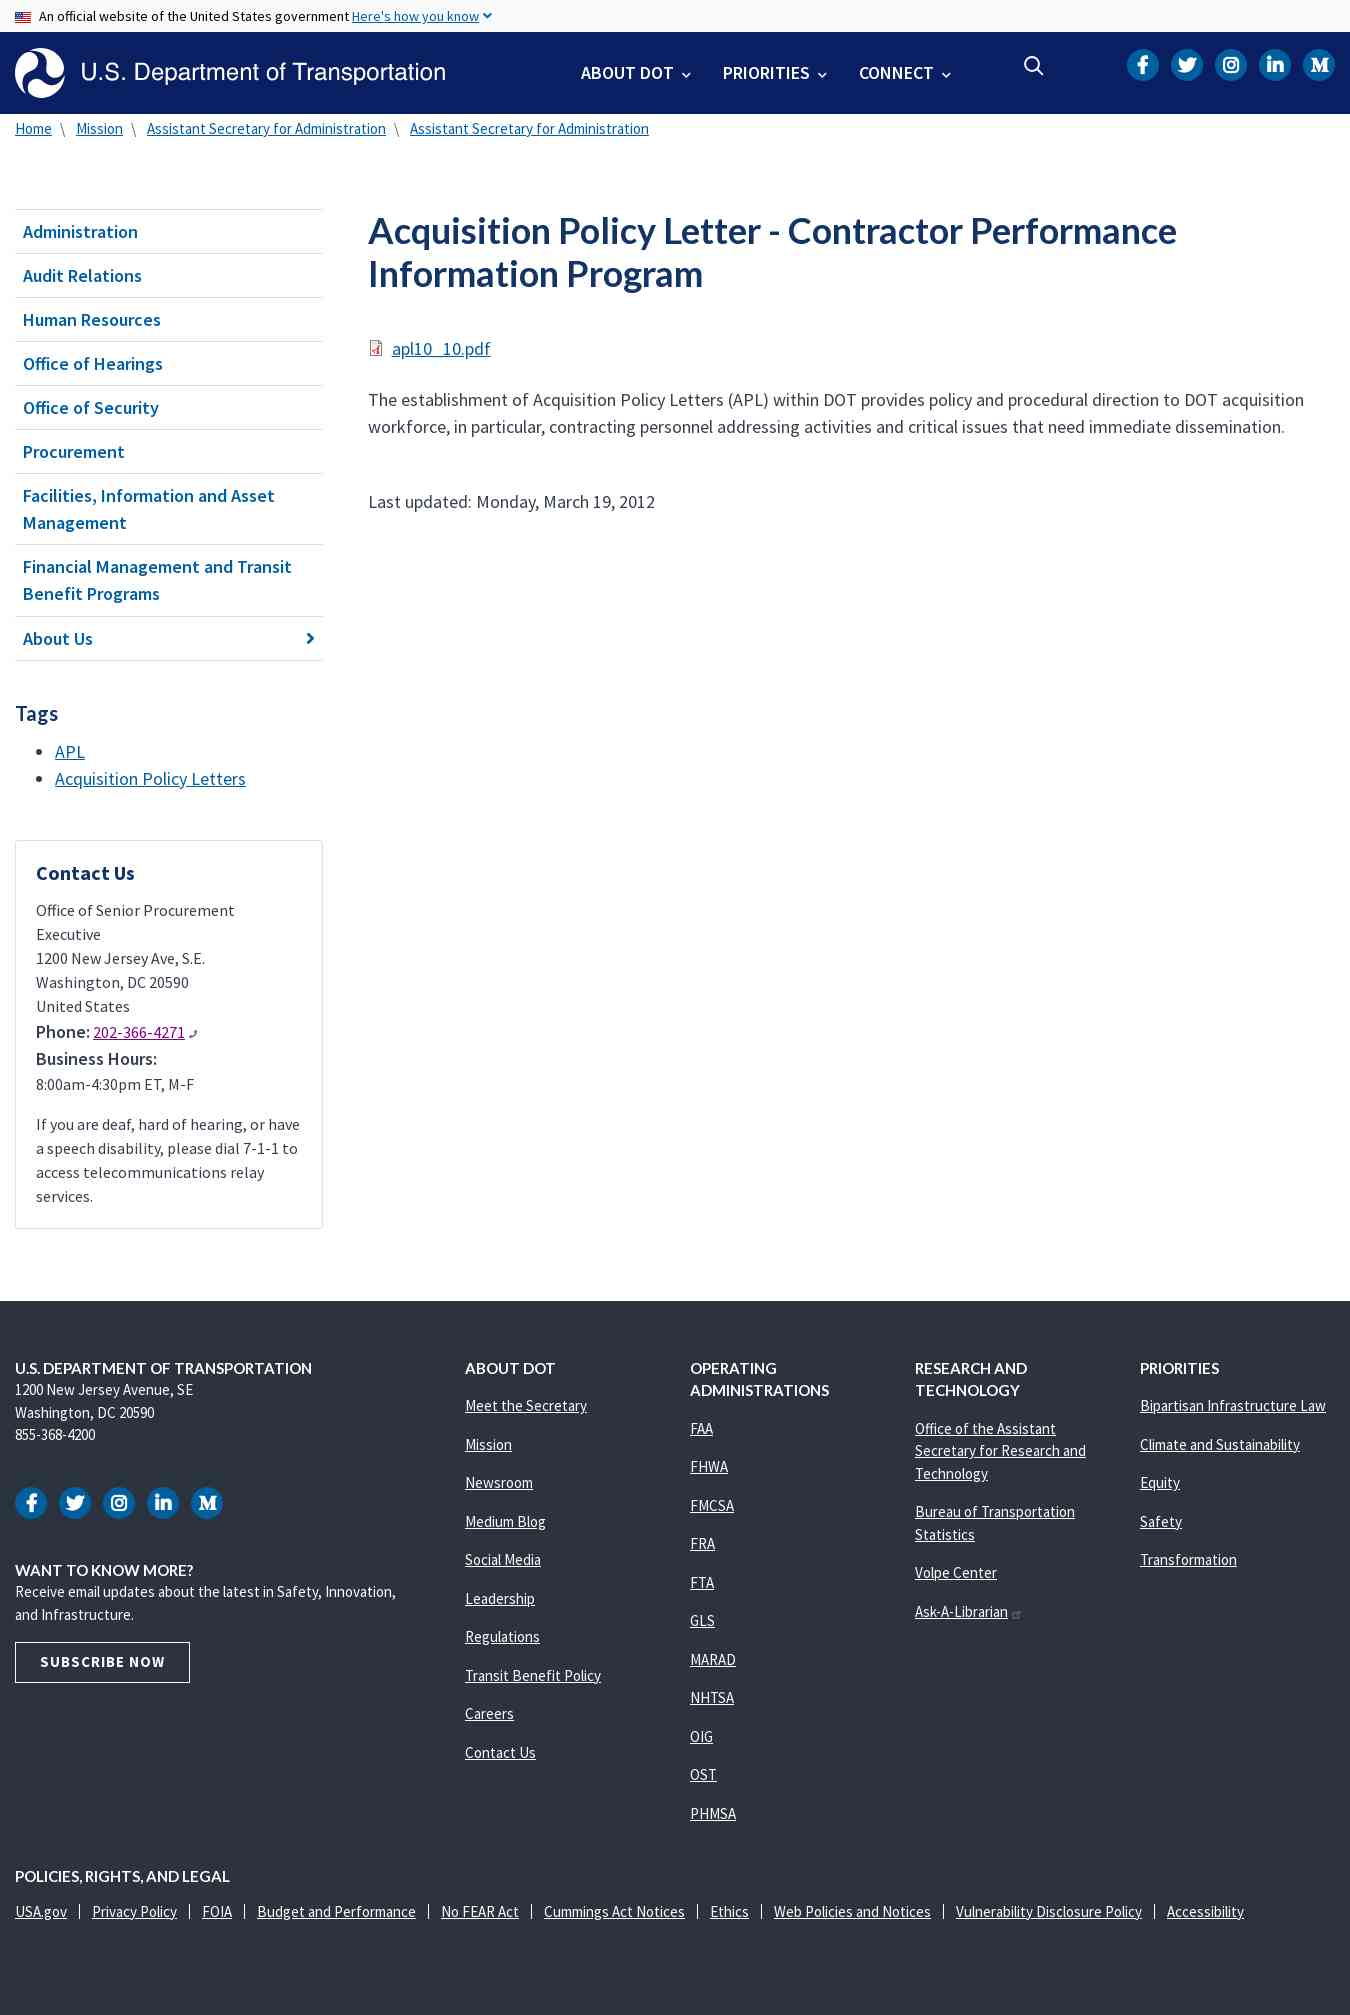 An official website of the United States government Here's how you know
U.S. Department of Transportation
ABOUT DOT
PRIORITIES
CONNECT
Home \ Mission \ Assistant Secretary for Administration \ Assistant Secretary for Administration
Administration
Audit Relations
Human Resources
Office of Hearings
Office of Security
Procurement
Facilities, Information and Asset
Management
Financial Management and Transit
Benefit Programs
About Us
Tags
APL
Acquisition Policy Letters
Contact Us
Office of Senior Procurement
Executive
1200 New Jersey Ave, S.E.
Washington, DC 20590
United States
Phone: 202-366-4271
Business Hours:
8:00am-4:30pm ET, M-F
If you are deaf, hard of hearing, or have
a speech disability, please dial 7-1-1 to
access telecommunications relay
services.
Acquisition Policy Letter - Contractor Performance
Information Program
apl10_10.pdf
The establishment of Acquisition Policy Letters (APL) within DOT provides policy and procedural direction to DOT acquisition
workforce, in particular, contracting personnel addressing activities and critical issues that need immediate dissemination.
Last updated: Monday, March 19, 2012
U.S. DEPARTMENT OF TRANSPORTATION
1200 New Jersey Avenue, SE
Washington, DC 20590
855-368-4200
WANT TO KNOW MORE?
Receive email updates about the latest in Safety, Innovation,
and Infrastructure.
SUBSCRIBE NOW
ABOUT DOT
Meet the Secretary
Mission
Newsroom
Medium Blog
Social Media
Leadership
Regulations
Transit Benefit Policy
Careers
Contact Us
OPERATING
ADMINISTRATIONS
FAA
FHWA
FMCSA
FRA
FTA
GLS
MARAD
NHTSA
OIG
OST
PHMSA
RESEARCH AND
TECHNOLOGY
Office of the Assistant
Secretary for Research and
Technology
Bureau of Transportation
Statistics
Volpe Center
Ask-A-Librarian
PRIORITIES
Bipartisan Infrastructure Law
Climate and Sustainability
Equity
Safety
Transformation
POLICIES, RIGHTS, AND LEGAL
USA.gov | Privacy Policy | FOIA | Budget and Performance | No FEAR Act | Cummings Act Notices | Ethics | Web Policies and Notices | Vulnerability Disclosure Policy | Accessibility